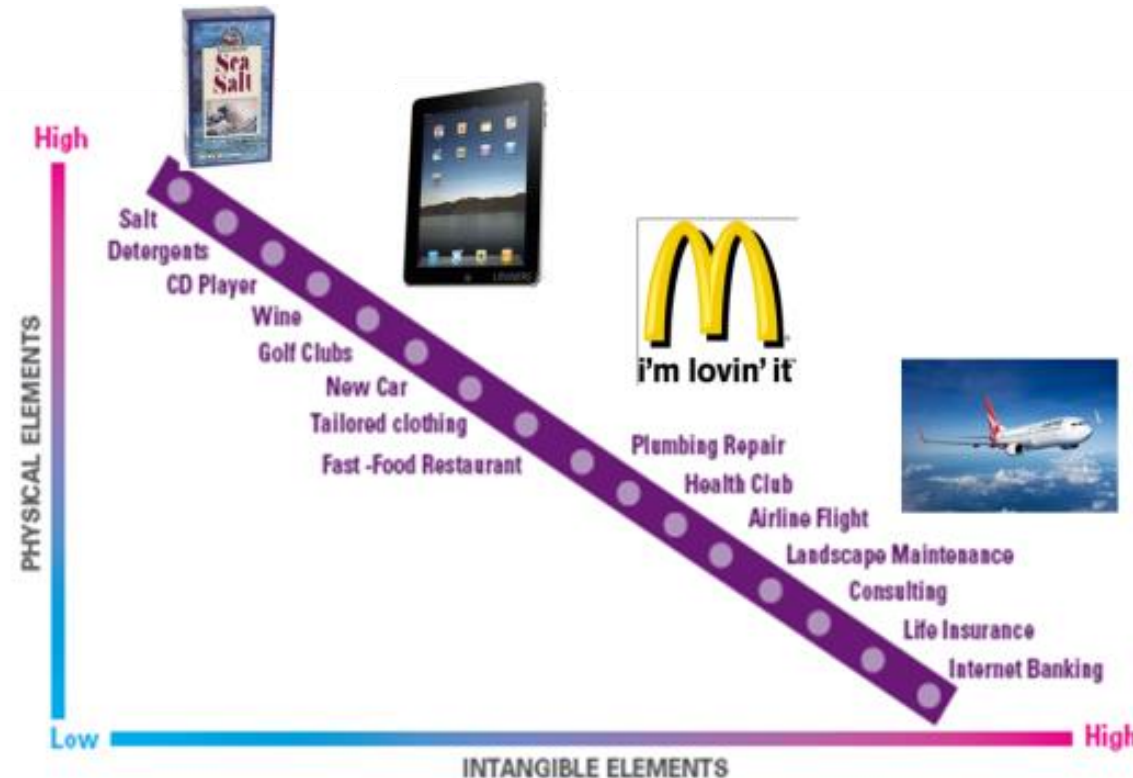 Sea
Salt
High
Salt
Detergents
CD Player
Wine
Golf Clubs
New Car
Tailored clothing
Fast -Food Restaurant
i'm lovin' it
Plumbing Repair
Health Club
Airline Flight
Landscape Maintenance
Consulting
Life Insurance
Internet Banking
PHYSICAL ELEMENTS
Low
High
INTANGIBLE ELEMENTS